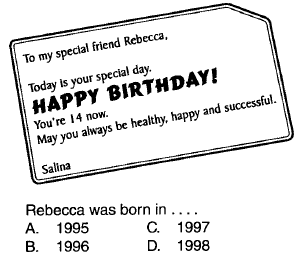 To my special friend Rebecca,
Today is your special day.
HAPPY BIRTHDAY!
You're 14 now.
May you always be healthy, happy and successful.
Salina
Rebecca was born in . . . .
A. 1995 C. 1997
B. 1996 D. 1998